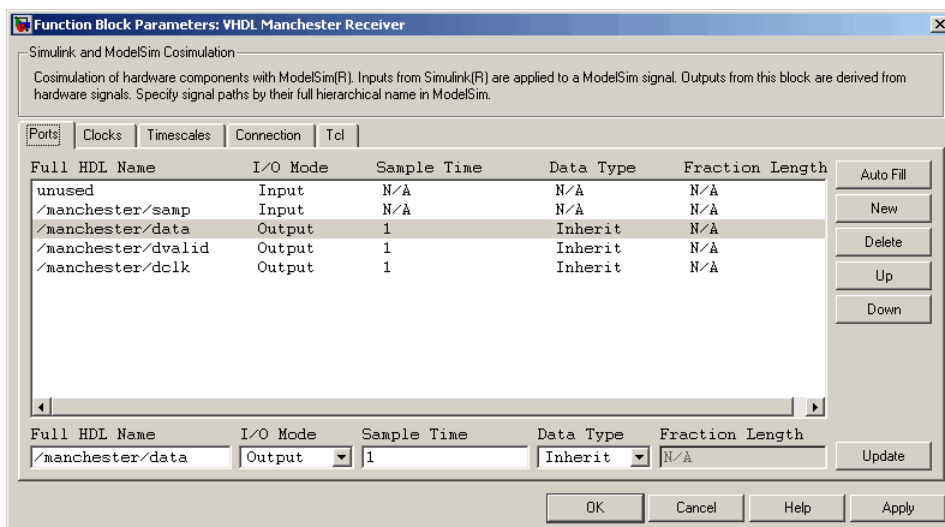 Function Block Parameters: VHDL Manchester Receiver
Simulink and ModelSim Cosimulation
Cosimulation of hardware components with ModelSim(R). Inputs from Simulink(R) are applied to a ModelSim signal. Outputs from this block are derived from
hardware signals. Specify signal paths by their full hierarchical name in ModelSim.
Ports Clocks Timescales Connection Tcl
Full HDL Name I/O Mode Sample Time Data Type Fraction Length
unused Input N/A N/A N/A
/manchester/samp Input N/A N/A N/A
/manchester/data Output 1 Inherit N/A
/manchester/dvalid Output 1 Inherit N/A
/manchester/dclk Output 1 Inherit N/A
Auto Fill
New
Delete
Up
Down
Full HDL Name I/O Mode Sample Time Data Type Fraction Length
/manchester/data Output 1 Inherit N/A Update
OK Cancel Help Apply